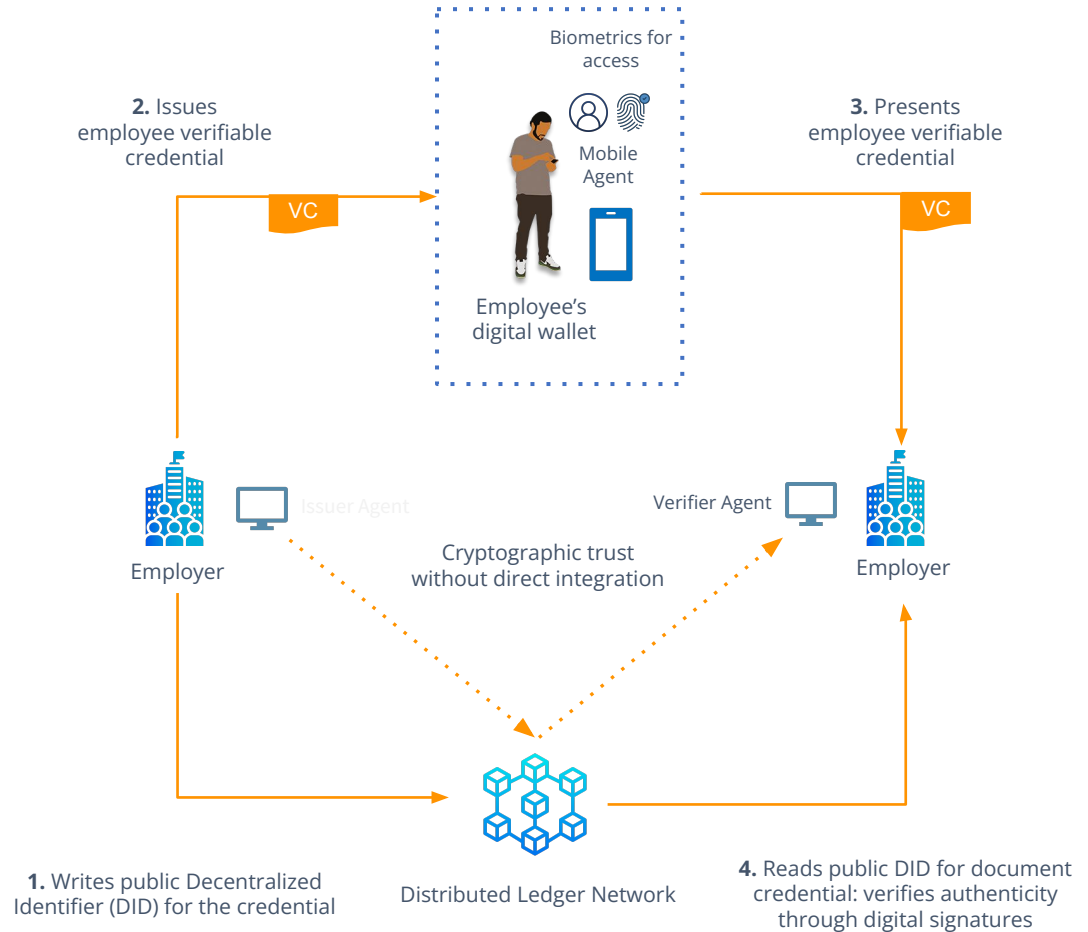 Biometrics for
access
2. Issues
employee verifiable
credential
3. Presents
employee verifiable
credential
Mobile
Agent
VC
VC
Employee's
digital wallet
Issuer Agent
Verifier Agent
Cryptographic trust
without direct integration
Employer
Employer
1. Writes public Decentralized
Identifier (DID) for the credential
Distributed Ledger Network
4. Reads public DID for document
credential: verifies authenticity
through digital signatures